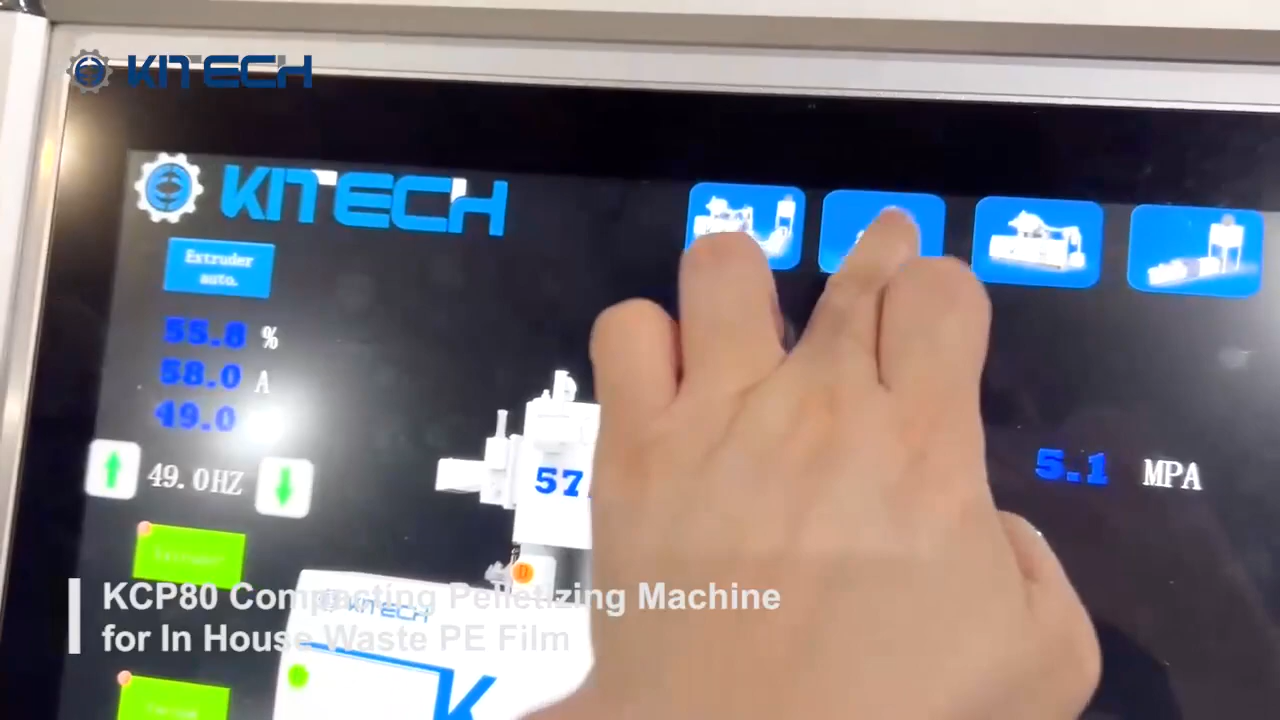 KITECH
KITECH
Extruder
auto.
55.8 %
58.0 A
49.0
49.0HZ
57
5.1 MPA
D
KITECH
K
KCP80 Compacting Pelletizing Machine
for In House Waste PE Film